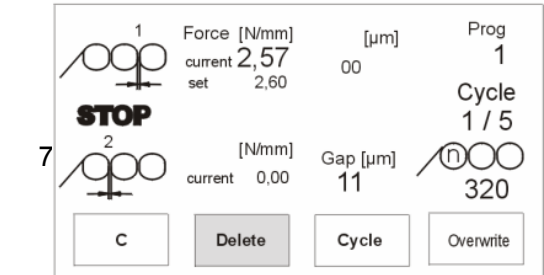 1 Force [N/mm] [µm] Prog
current 2,57 00 1
set 2,60 Cycle
STOP 1 / 5
7 2 [N/mm] Gap [µm] n
current 0,00 11 320
C Delete Cycle Overwrite